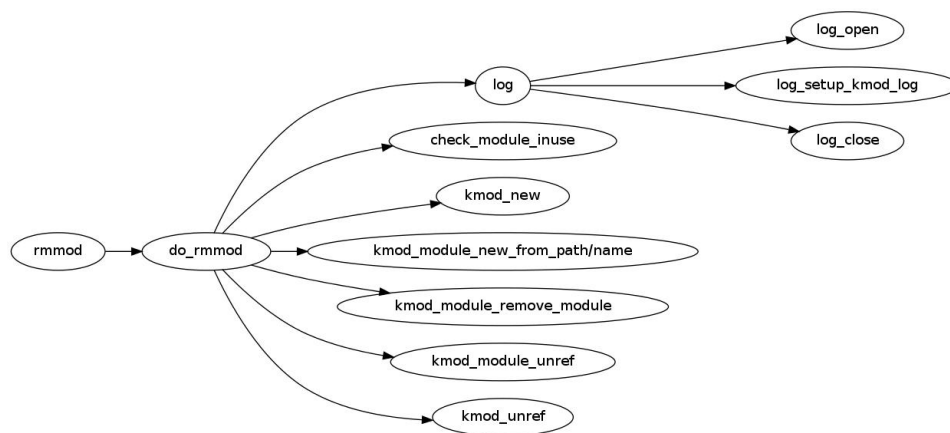 log_open
log
log_setup_kmod_log
check_module_inuse
log_close
kmod_new
rmmod
do_rmmod
kmod_module_new_from_path/name
kmod_module_remove_module
kmod_module_unref
kmod_unref